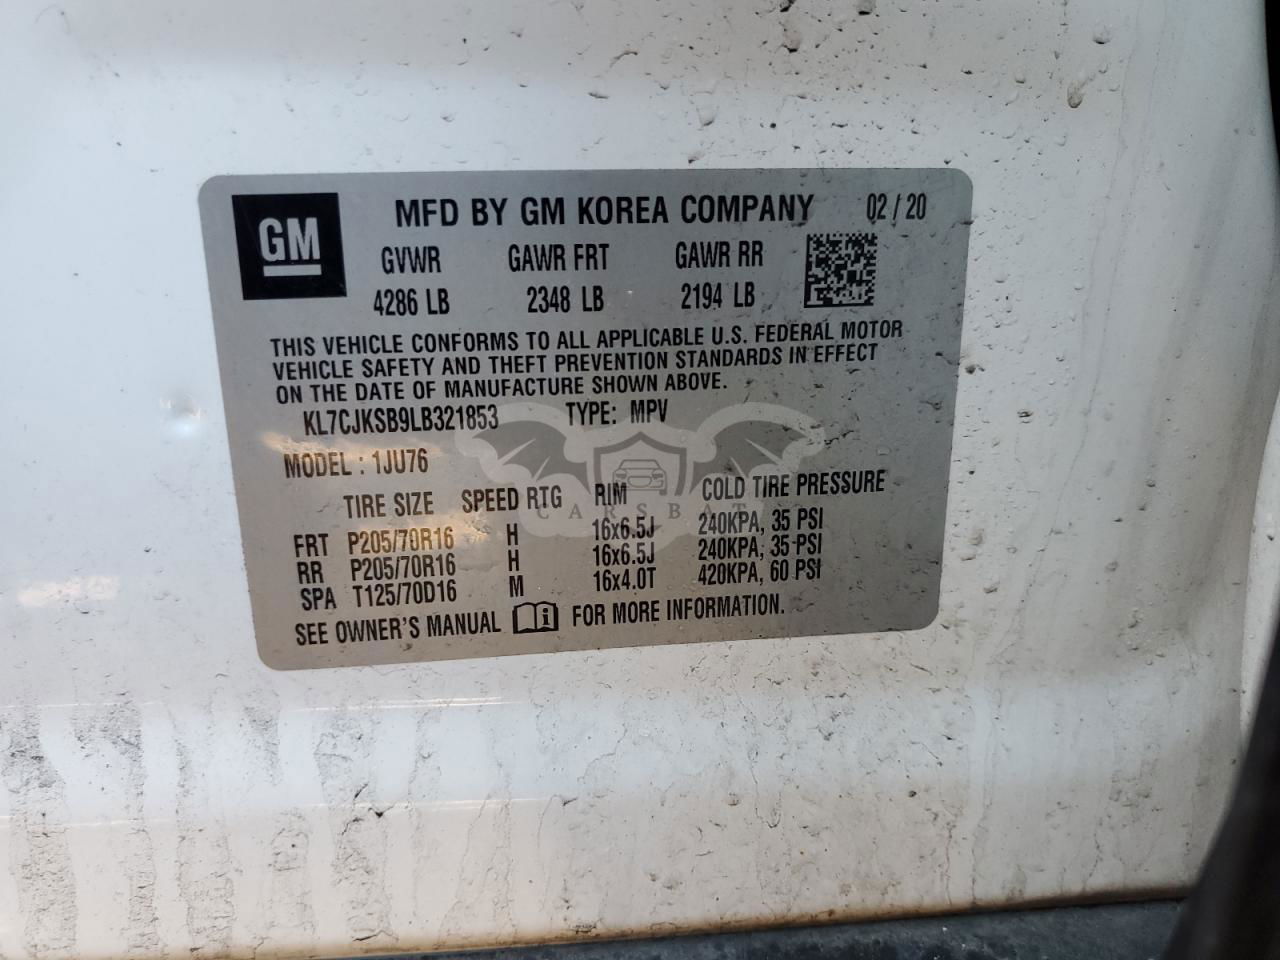 GM
MFD BY GM KOREA COMPANY 02 / 20
GVWR GAWR FRT GAWR RR
4286 LB 2348 LB 2194 LB
THIS VEHICLE CONFORMS TO ALL APPLICABLE U.S. FEDERAL MOTOR
VEHICLE SAFETY AND THEFT PREVENTION STANDARDS IN EFFECT
ON THE DATE OF MANUFACTURE SHOWN ABOVE.
KL7CJKSB9LB321853 TYPE: MPV
MODEL : 1JU76
TIRE SIZE SPEED RTG RIM COLD TIRE PRESSURE
CARSBAT
FRT P205/70R16 H 16x6.5J 240KPA, 35 PSI
RR P205/70R16 H 16x6.5J 240KPA, 35 PSI
SPA T125/70D16 M 16x4.0T 420KPA, 60 PSI
SEE OWNER'S MANUAL i FOR MORE INFORMATION.